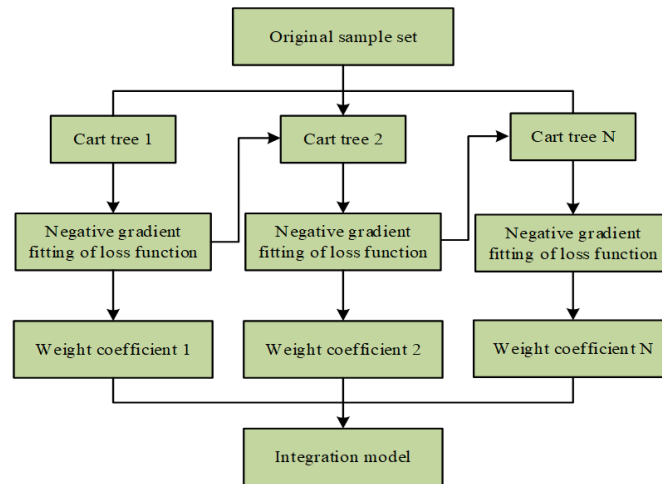 Original sample set
Cart tree 1
Cart tree 2
Cart tree N
Negative gradient
fitting of loss function
Negative gradient
fitting of loss function
Negative gradient
fitting of loss function
Weight coefficient 1
Weight coefficient 2
Weight coefficient N
Integration model